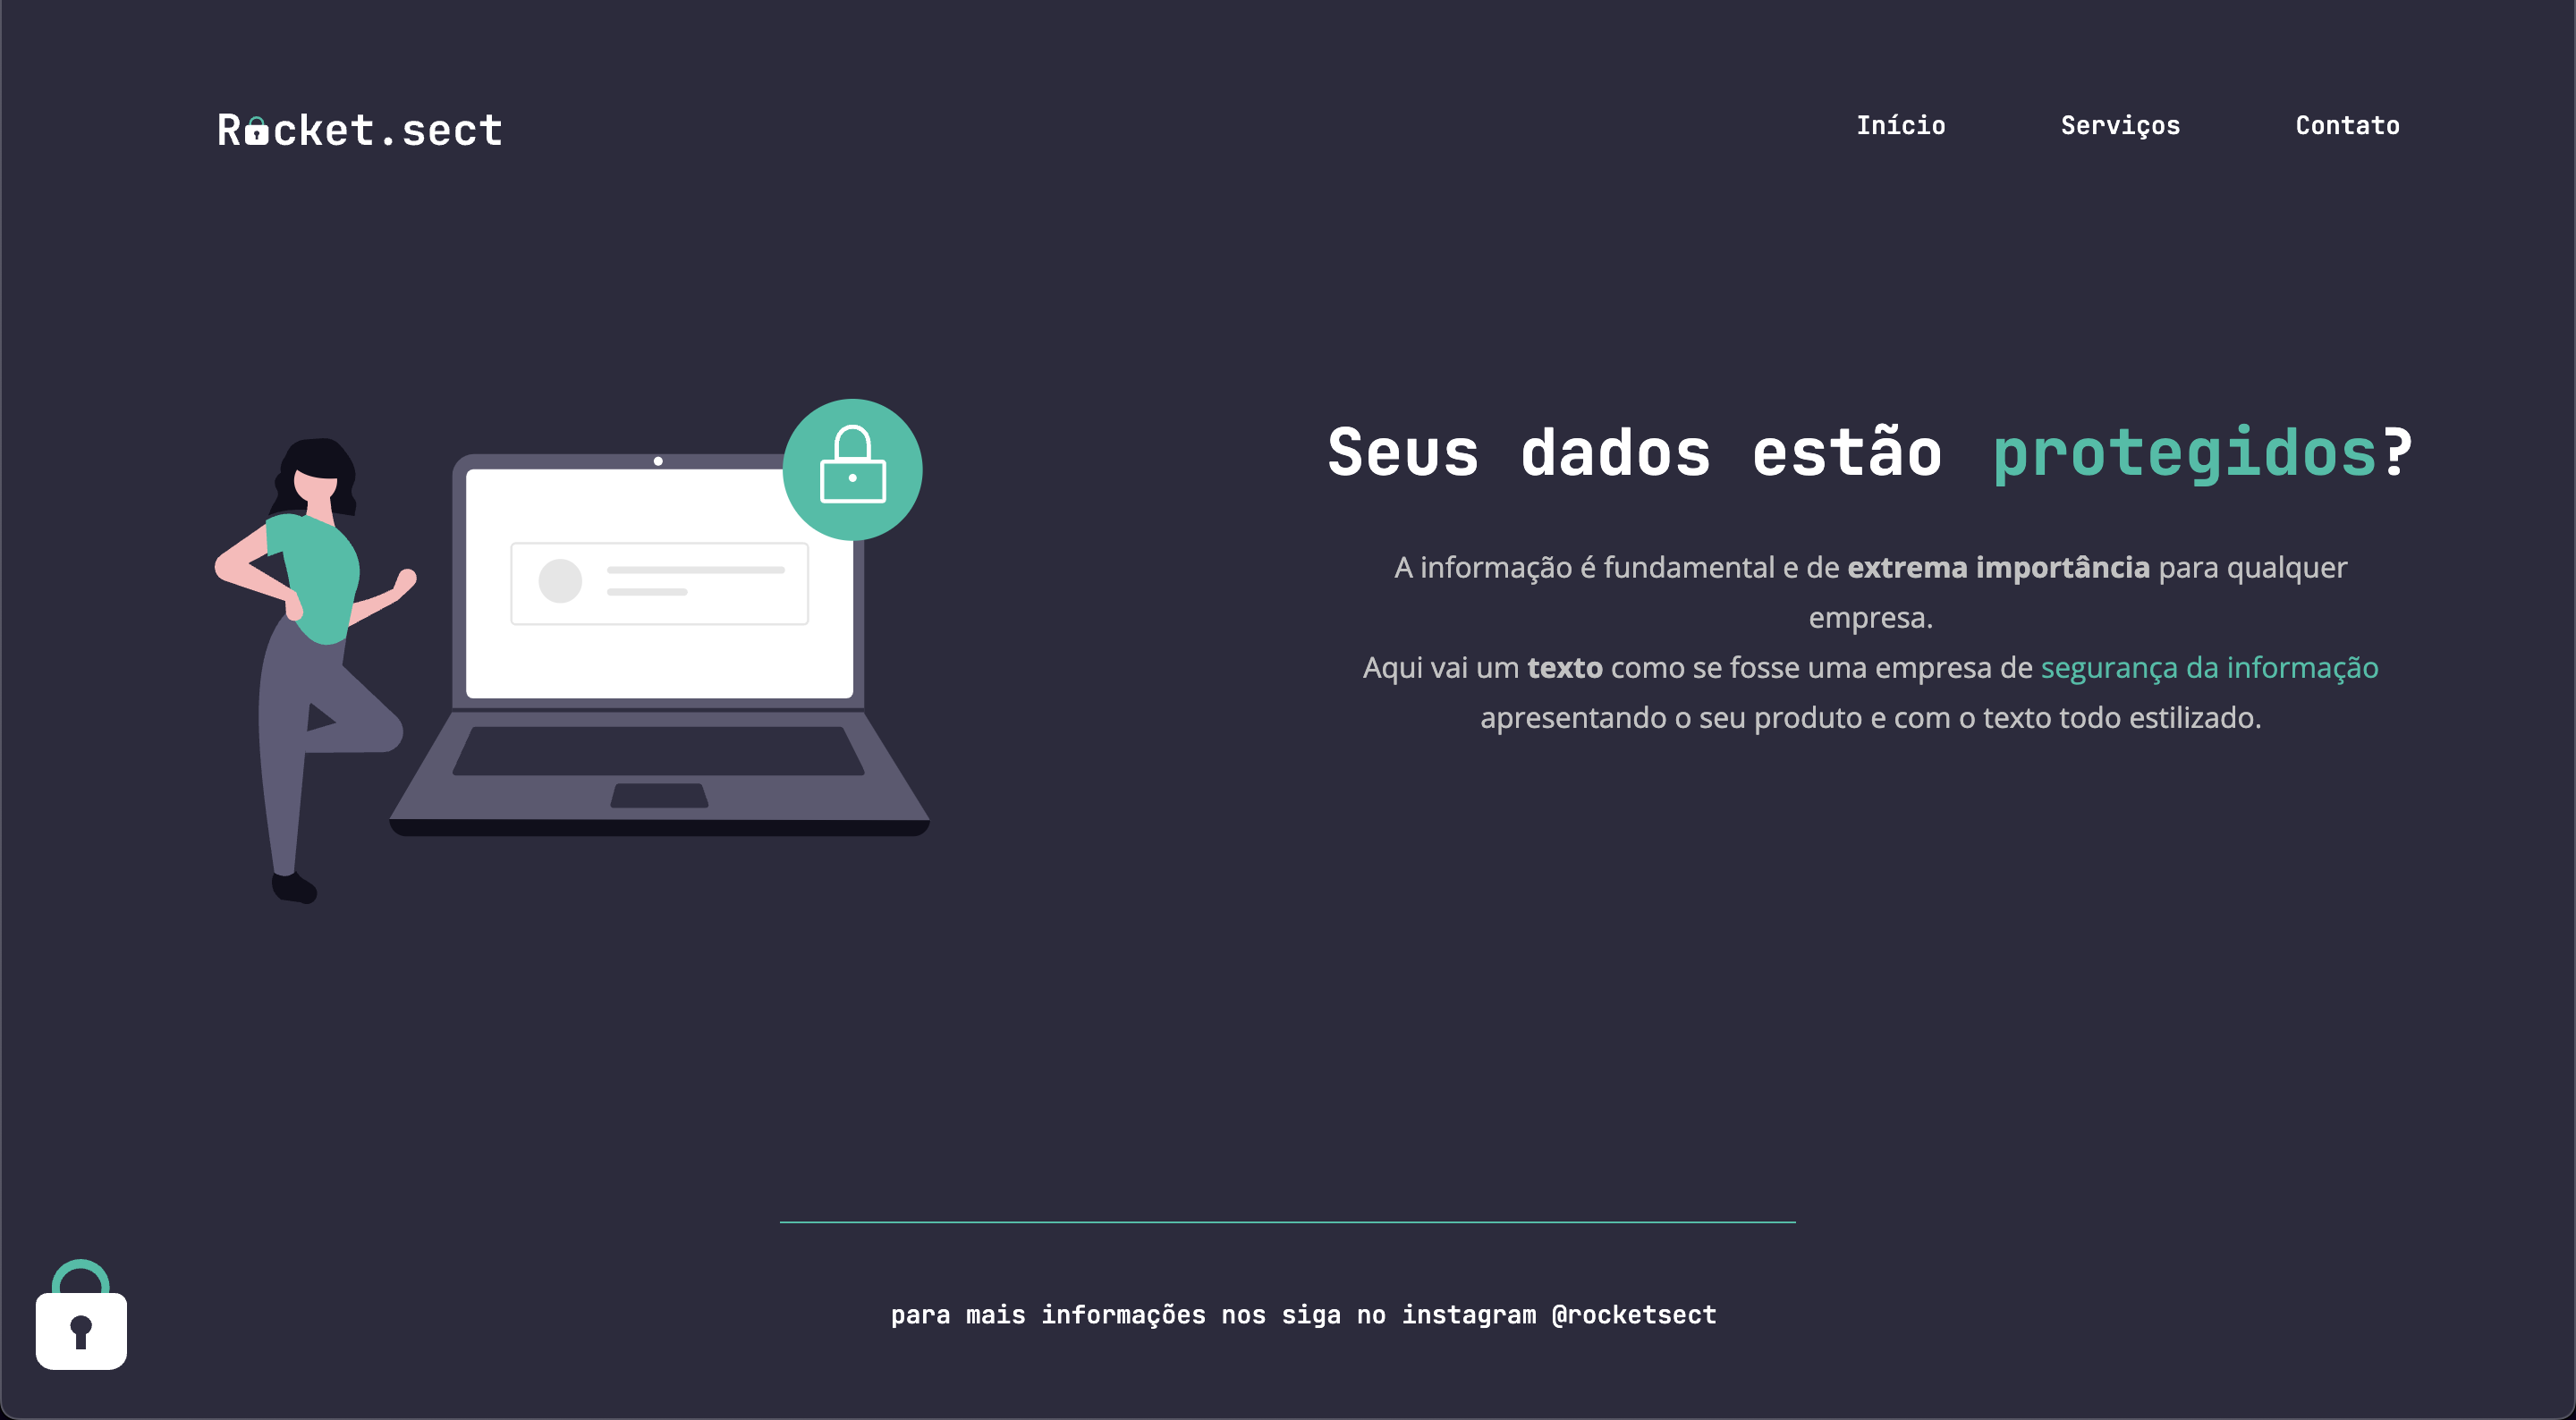 Rocket.sect
Início
Serviços
Contato
Seus dados estão protegidos?
A informação é fundamental e de extrema importância para qualquer
empresa.
Aqui vai um texto como se fosse uma empresa de segurança da informação
apresentando o seu produto e com o texto todo estilizado.
para mais informações nos siga no instagram @rocketsect